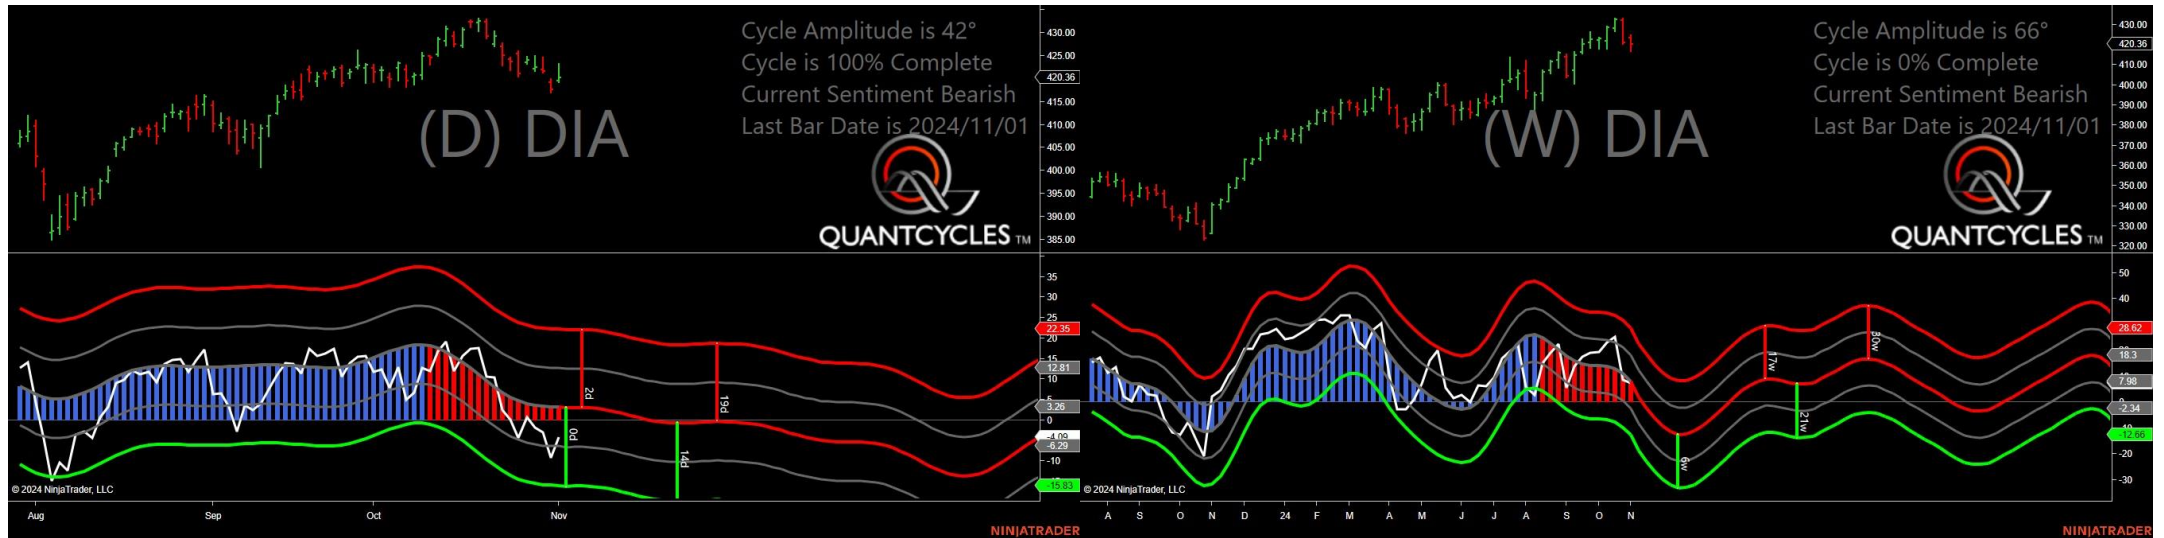 Cycle Amplitude is 42°
Cycle is 100% Complete
Current Sentiment Bearish
Last Bar Date is 2024/11/01
(D) DIA
QUANTCYCLES TM
430.00
425.00
420.36
415.00
410.00
405.00
400.00
395.00
390.00
385.00
35
30
25
22.35
20
15
12.81
10
5
3.26
0
-4.09
-6.29
-10
-15.83
2d
19d
0d
14d
© 2024 NinjaTrader, LLC
Aug Sep Oct Nov
NINJATRADER
Cycle Amplitude is 66°
Cycle is 0% Complete
Current Sentiment Bearish
Last Bar Date is 2024/11/01
(W) DIA
QUANTCYCLES TM
430.00
420.36
410.00
400.00
390.00
380.00
370.00
360.00
350.00
340.00
330.00
320.00
50
40
28.62
18.3
7.98
-2.34
-12.66
-20
-30
17w
30w
6w
21w
© 2024 NinjaTrader, LLC
A S O N D 24 F M A M J J A S O N
NINJATRADER